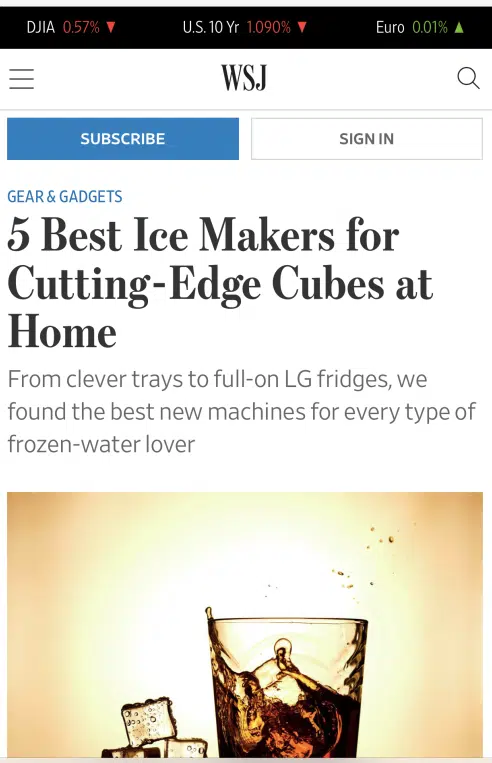 DJIA 0.57% ▼ U.S. 10 Yr 1.090% ▼ Euro 0.01% ▲
WSJ
SUBSCRIBE SIGN IN
GEAR & GADGETS
5 Best Ice Makers for
Cutting-Edge Cubes at
Home
From clever trays to full-on LG fridges, we
found the best new machines for every type of
frozen-water lover